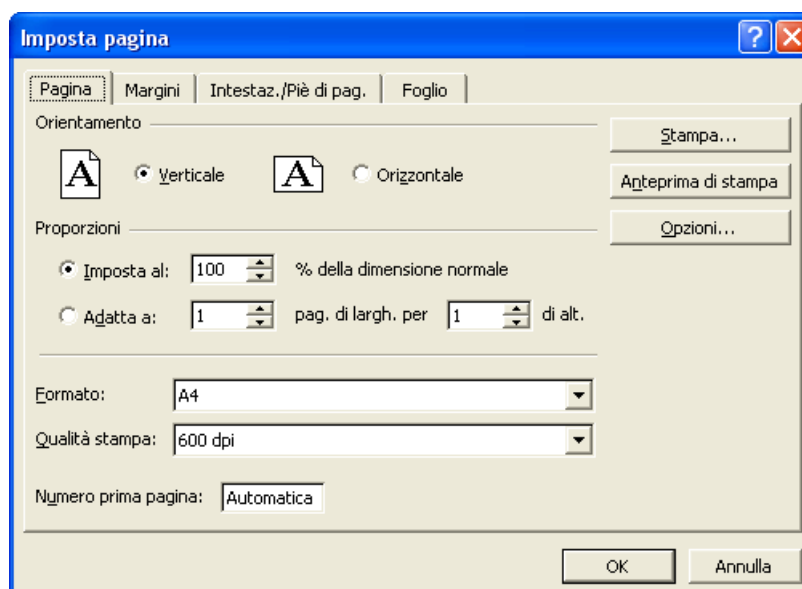 Imposta pagina
Pagina Margini Intestaz./Piè di pag. Foglio
Orientamento
A Verticale A Orizzontale
Proporzioni
Imposta al: 100 % della dimensione normale
Adatta a: 1 pag. di largh. per 1 di alt.
Formato: A4
Qualità stampa: 600 dpi
Numero prima pagina: Automatica
Stampa...
Anteprima di stampa
Opzioni...
OK Annulla